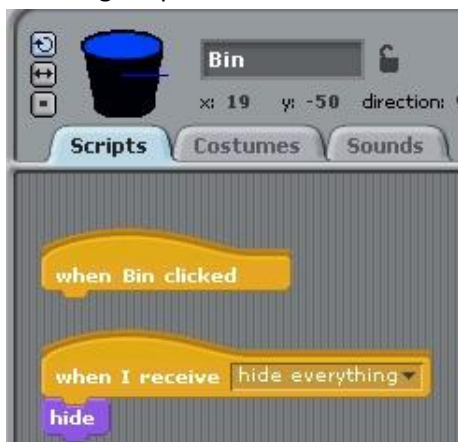 Bin
x: 19 y: -50 direction:
Scripts Costumes Sounds
when Bin clicked
when I receive hide everything
hide